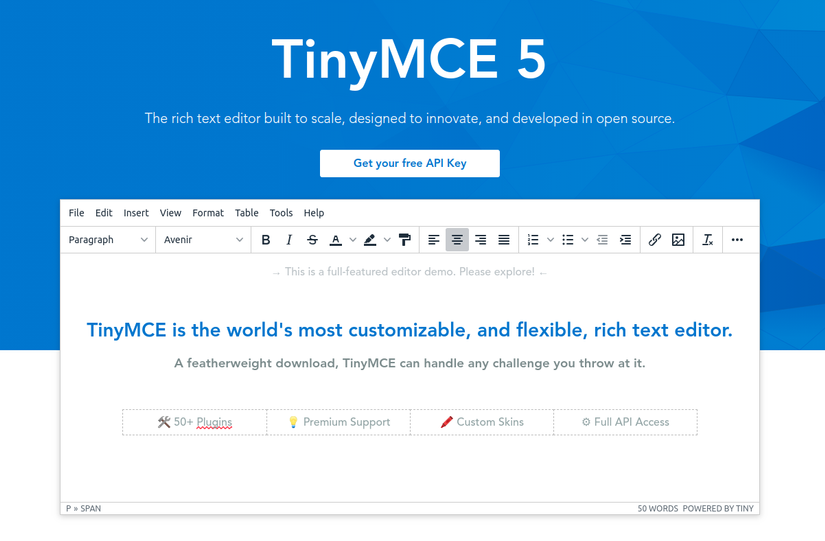 TinyMCE 5
The rich text editor built to scale, designed to innovate, and developed in open source.
Get your free API Key
File Edit Insert View Format Table Tools Help
Paragraph Avenir B I S A
→ This is a full-featured editor demo. Please explore! ←
TinyMCE is the world's most customizable, and flexible, rich text editor.
A featherweight download, TinyMCE can handle any challenge you throw at it.
🛠 50+ Plugins 💡 Premium Support 🖍 Custom Skins ⚙ Full API Access
P » SPAN 50 WORDS POWERED BY TINY